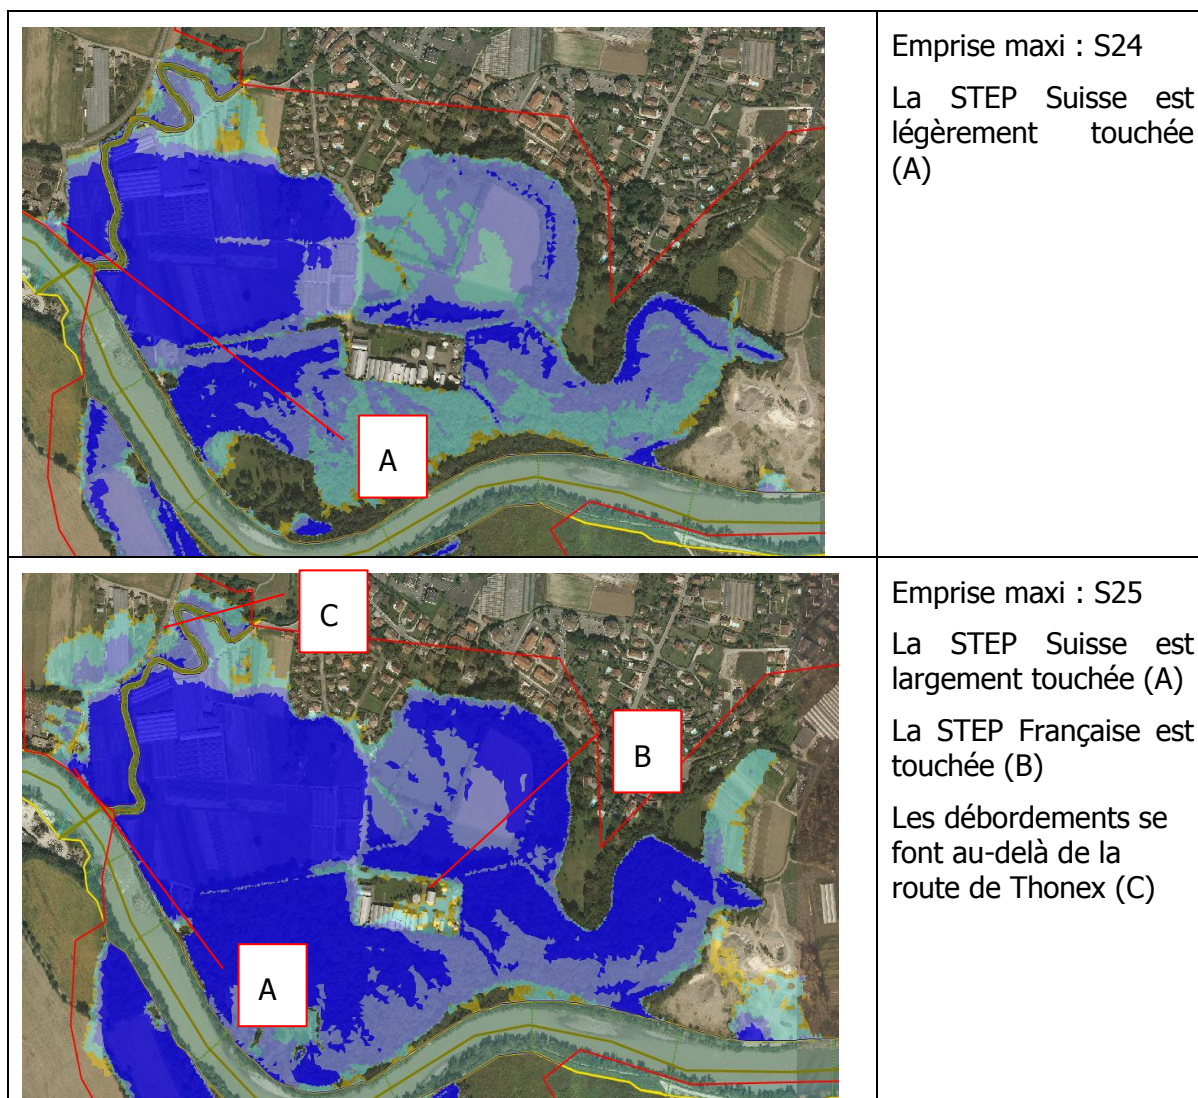 Emprise maxi : S24
La STEP Suisse est
légèrement touchée
(A)
A
Emprise maxi : S25
La STEP Suisse est
largement touchée (A)
La STEP Française est
touchée (B)
Les débordements se
font au-delà de la
route de Thonex (C)
C
B
A